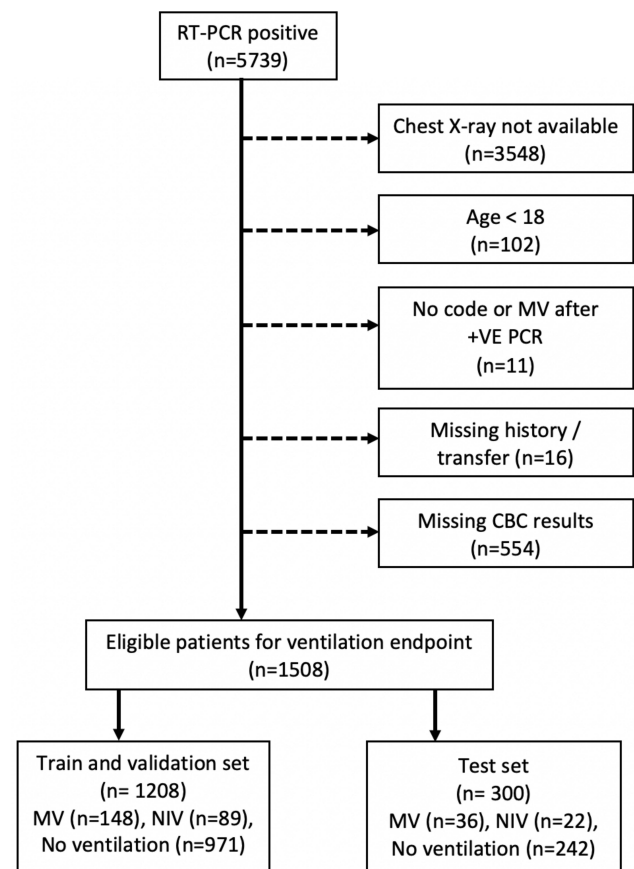 RT-PCR positive
(n=5739)
Chest X-ray not available
(n=3548)
Age < 18
(n=102)
No code or MV after
+VE PCR
(n=11)
Missing history /
transfer (n=16)
Missing CBC results
(n=554)
Eligible patients for ventilation endpoint
(n=1508)
Train and validation set
(n= 1208)
MV (n=148), NIV (n=89),
No ventilation (n=971)
Test set
(n= 300)
MV (n=36), NIV (n=22),
No ventilation (n=242)